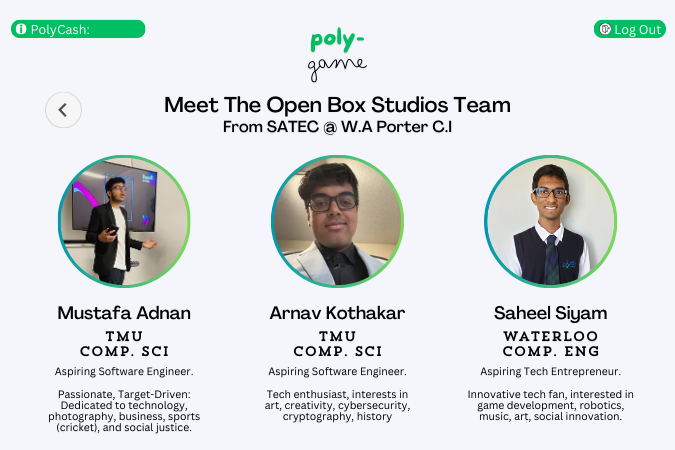 PolyCash:
Log Out
poly-
game
Meet The Open Box Studios Team
From SATEC @ W.A Porter C.I
Mustafa Adnan
TMU
COMP. SCI
Aspiring Software Engineer.
Passionate, Target-Driven:
Dedicated to technology,
photography, business, sports
(cricket), and social justice.
Arnav Kothakar
TMU
COMP. SCI
Aspiring Software Engineer.
Tech enthusiast, interests in
art, creativity, cybersecurity,
cryptography, history
Saheel Siyam
WATERLOO
COMP. ENG
Aspiring Tech Entrepreneur.
Innovative tech fan, interested in
game development, robotics,
music, art, social innovation.